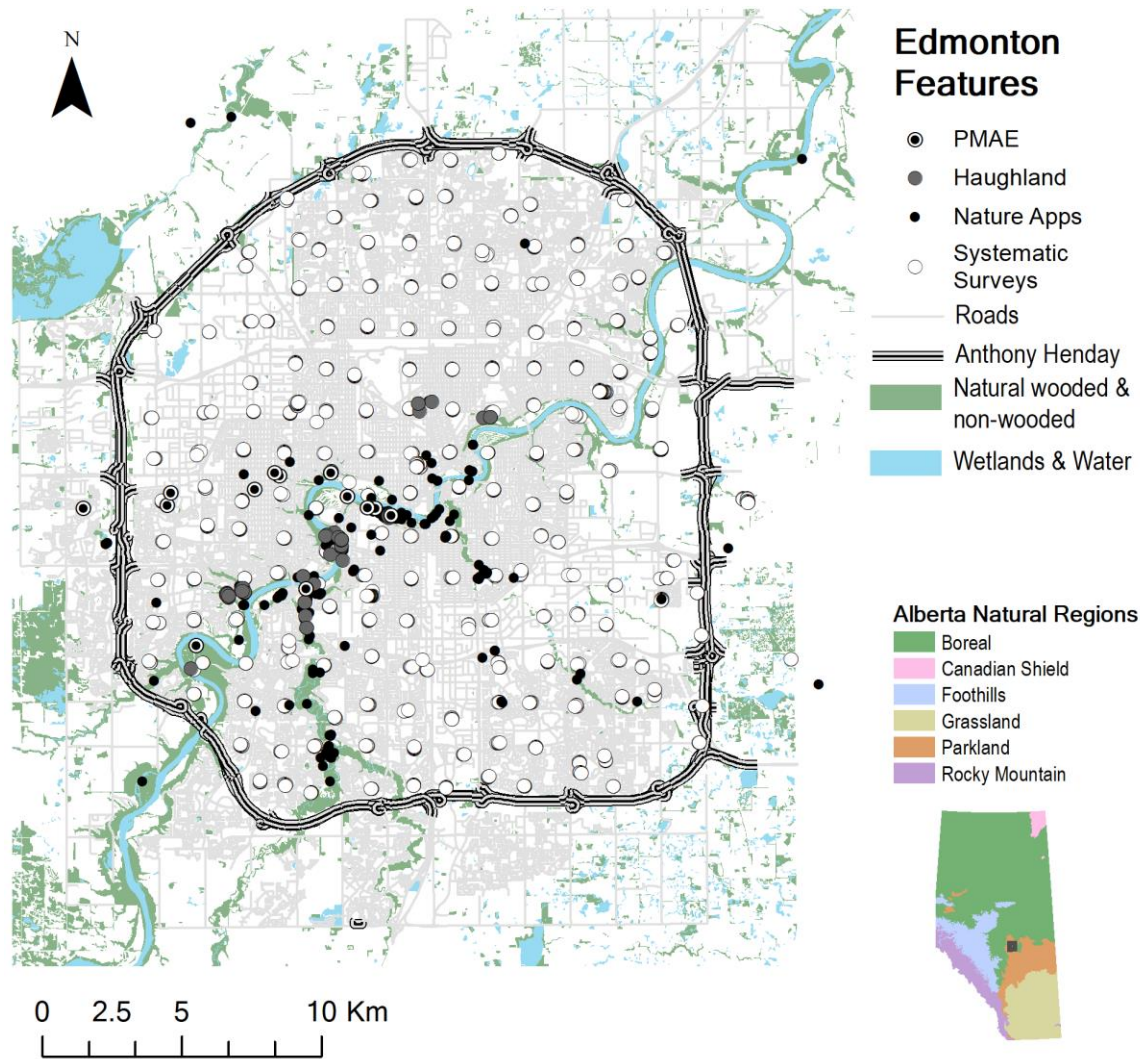 N
Edmonton
Features
PMAE
Haughland
Nature Apps
Systematic
Surveys
Roads
Anthony Henday
Natural wooded &
non-wooded
Wetlands & Water
Alberta Natural Regions
Boreal
Canadian Shield
Foothills
Grassland
Parkland
Rocky Mountain
0 2.5 5 10 Km